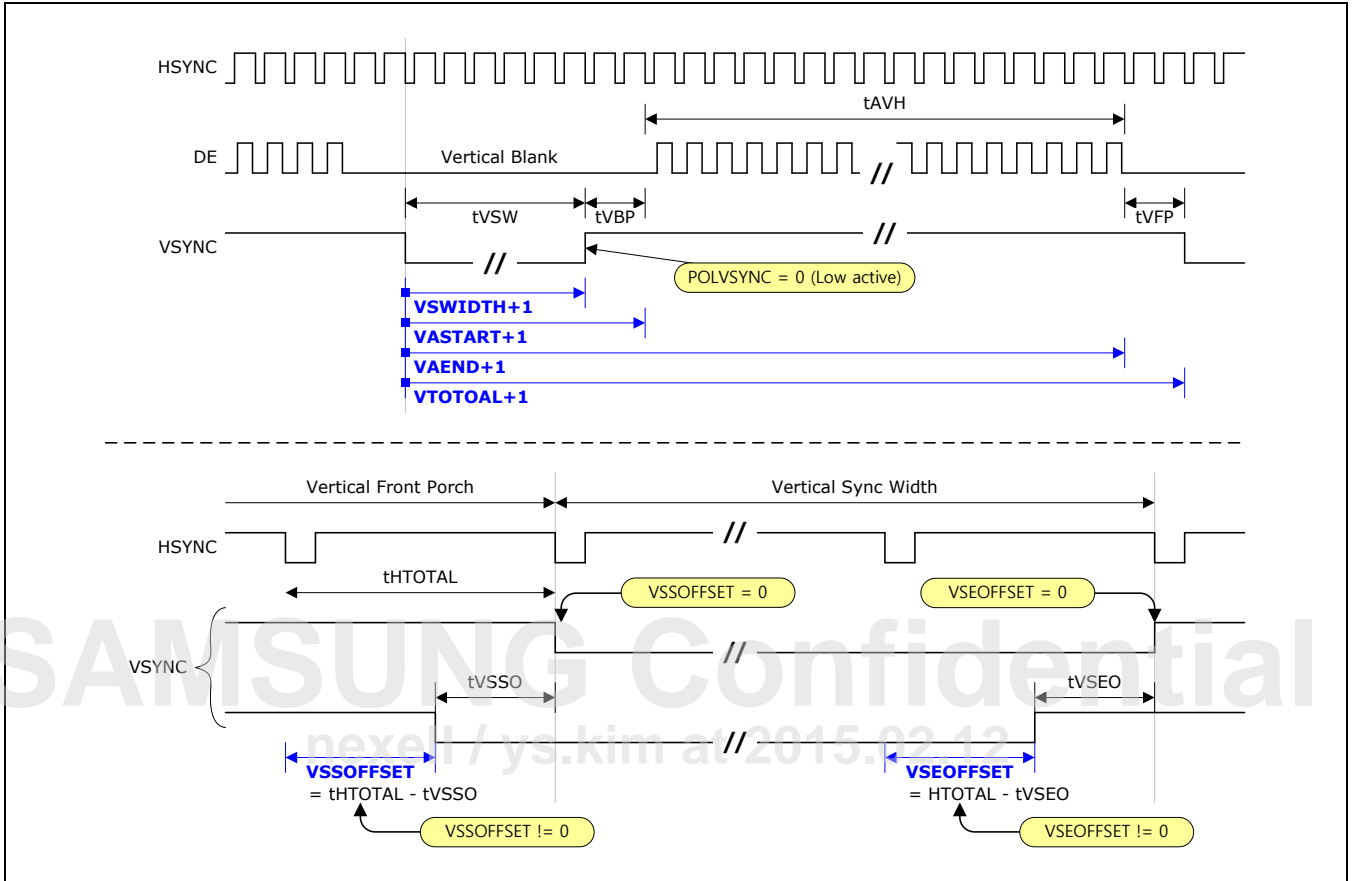 HSYNC
tAVH
DE
Vertical Blank
//
tVSW
tVBP
tVFP
VSYNC
//
//
POLVSYNC = 0 (Low active)
VSWIDTH+1
VASTART+1
VAEND+1
VTOTOAL+1
Vertical Front Porch
Vertical Sync Width
HSYNC
//
tHTOTAL
VSSOFFSET = 0
VSEOFFSET = 0
SAMSUNG Confidential
VSYNC
//
tVSSO
tVSEO
nexell / ys.kim at 2015.02.12
//
VSSOFFSET
= tHTOTAL - tVSSO
VSEOFFSET
= HTOTAL - tVSEO
VSSOFFSET != 0
VSEOFFSET != 0